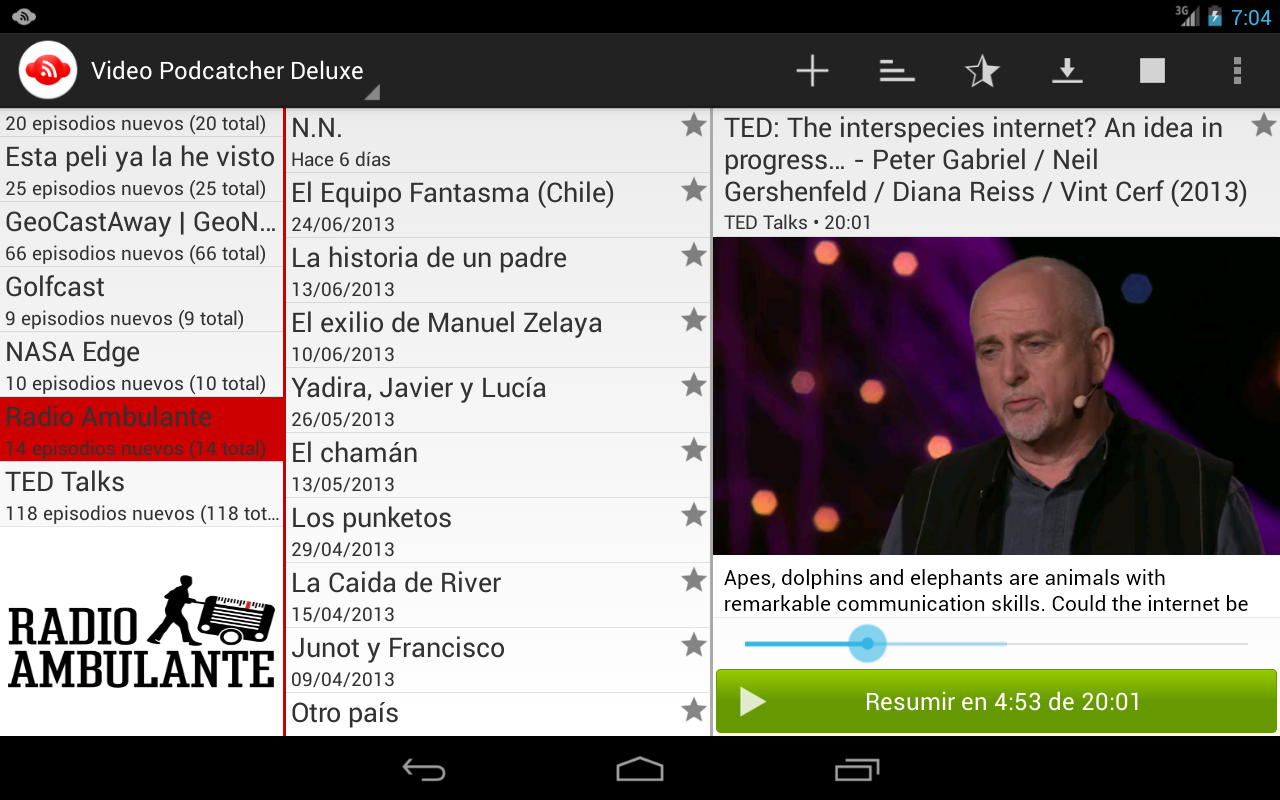 3G
7:04
Video Podcatcher Deluxe
20 episodios nuevos (20 total)
Esta peli ya la he visto
25 episodios nuevos (25 total)
GeoCastAway | GeoN...
66 episodios nuevos (66 total)
Golfcast
9 episodios nuevos (9 total)
NASA Edge
10 episodios nuevos (10 total)
Radio Ambulante
14 episodios nuevos (14 total)
TED Talks
118 episodios nuevos (118 tot...
RADIO
AMBULANTE
N.N.
Hace 6 días
El Equipo Fantasma (Chile)
24/06/2013
La historia de un padre
13/06/2013
El exilio de Manuel Zelaya
10/06/2013
Yadira, Javier y Lucía
26/05/2013
El chamán
13/05/2013
Los punketos
29/04/2013
La Caida de River
15/04/2013
Junot y Francisco
09/04/2013
Otro país
TED: The interspecies internet? An idea in
progress... - Peter Gabriel / Neil
Gershenfeld / Diana Reiss / Vint Cerf (2013)
TED Talks • 20:01
Apes, dolphins and elephants are animals with
remarkable communication skills. Could the internet be
Resumir en 4:53 de 20:01